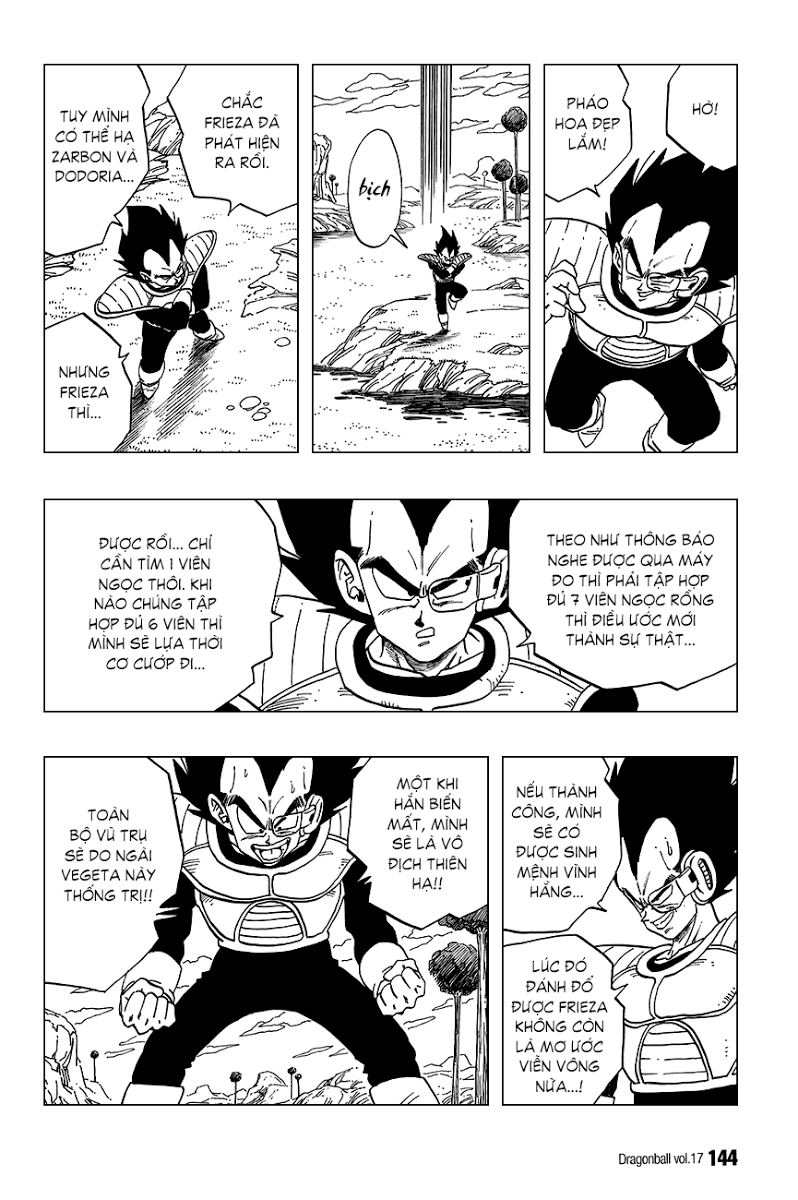 HỜ!
PHÁO
HOA ĐẸP
LẮM!
bịch
CHẮC
FRIEZA ĐÃ
PHÁT HIỆN
RA RỒI.
TUY MÌNH
CÓ THỂ HẠ
ZARBON VÀ
DODORIA...
NHƯNG
FRIEZA
THÌ...
THEO NHƯ THÔNG BÁO
NGHE ĐƯỢC QUA MÁY
ĐO THÌ PHẢI TẬP HỢP
ĐỦ 7 VIÊN NGỌC RỒNG
THÌ ĐIỀU ƯỚC MỚI
THÀNH SỰ THẬT...
ĐƯỢC RỒI... CHỈ
CẦN TÌM 1 VIÊN
NGỌC THÔI. KHI
NÀO CHÚNG TẬP
HỢP ĐỦ 6 VIÊN THÌ
MÌNH SẼ LỰA THỜI
CƠ CƯỚP ĐI...
NẾU THÀNH
CÔNG, MÌNH
SẼ CÓ
ĐƯỢC SINH
MỆNH VĨNH
HẰNG...
LÚC ĐÓ
ĐÁNH ĐỔ
ĐƯỢC FRIEZA
KHÔNG CÒN
LÀ MƠ ƯỚC
VIỄN VÔNG
NỮA...!
MỘT KHI
HẮN BIẾN
MẤT, MÌNH
SẼ LÀ VÔ
ĐỊCH THIÊN
HẠ!!
TOÀN
BỘ VŨ TRỤ
SẼ DO NGÀI
VEGETA NÀY
THỐNG TRỊ!!
Dragonball vol.17 144